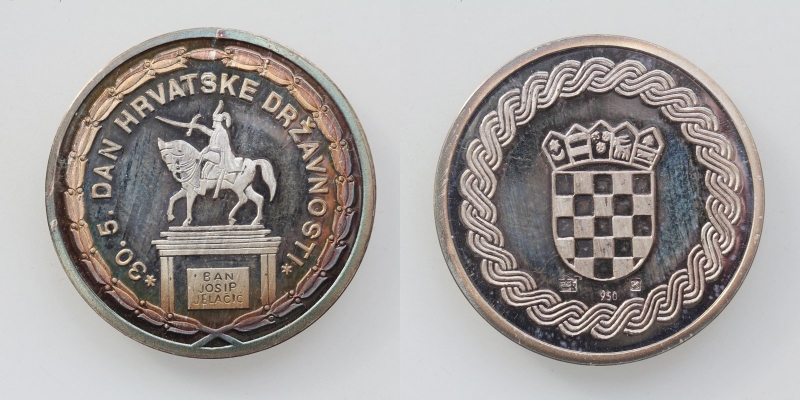 *30. 5. DAN HRVATSKE DRŽAVNOSTI*
BAN
JOSIP
JELAČIĆ
950